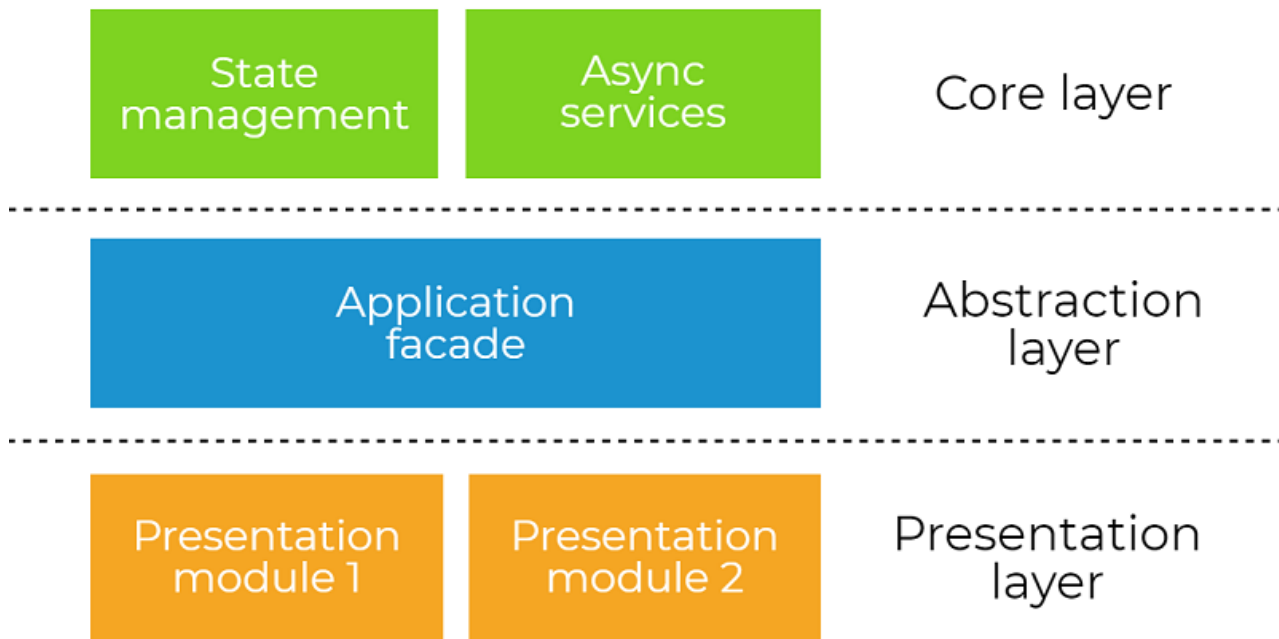 State
management
Async
services
Core layer
Application
facade
Abstraction
layer
Presentation
module 1
Presentation
module 2
Presentation
layer